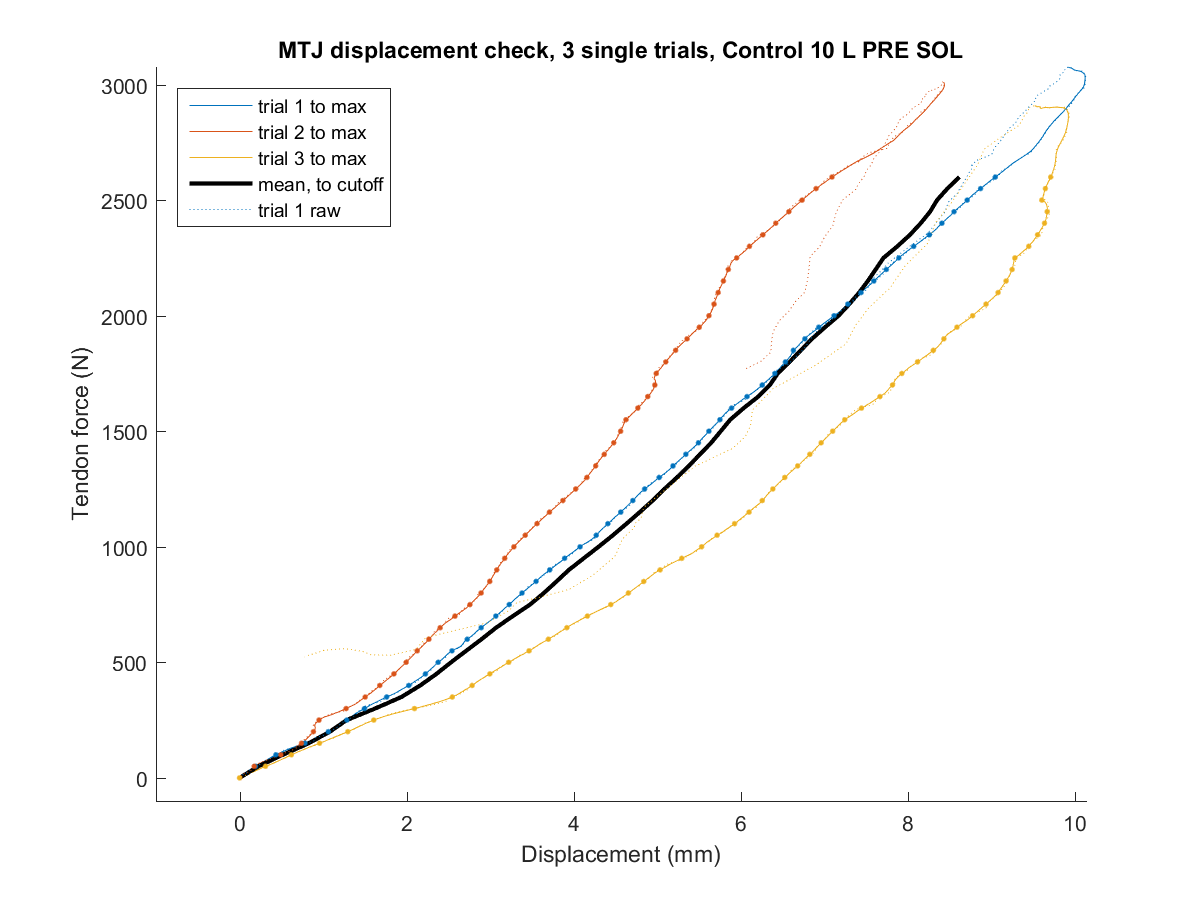 MTJ displacement check, 3 single trials, Control 10 L PRE SOL
trial 1 to max
trial 2 to max
trial 3 to max
mean, to cutoff
trial 1 raw
3000
2500
2000
1500
1000
500
0
Tendon force (N)
0 2 4 6 8 10
Displacement (mm)